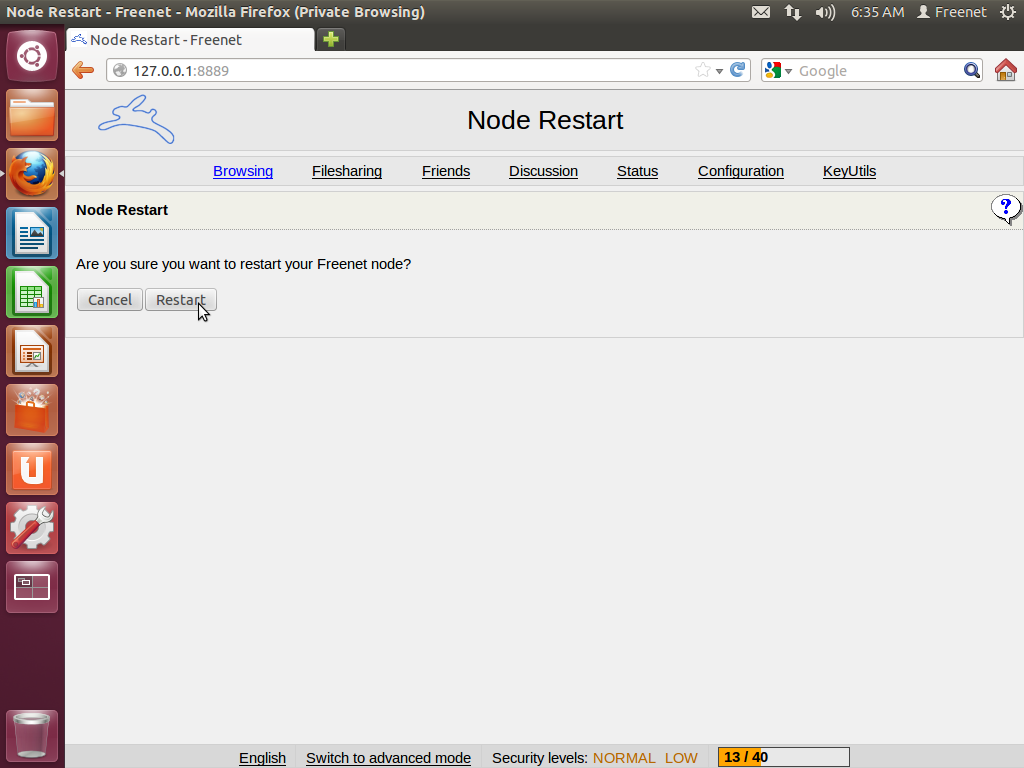 Node Restart - Freenet - Mozilla Firefox (Private Browsing) 6:35 AM Freenet
Node Restart - Freenet
127.0.0.1:8889 Google
Node Restart
Browsing Filesharing Friends Discussion Status Configuration KeyUtils
Node Restart ?
Are you sure you want to restart your Freenet node?
Cancel Restart
English Switch to advanced mode Security levels: NORMAL LOW 13 / 40